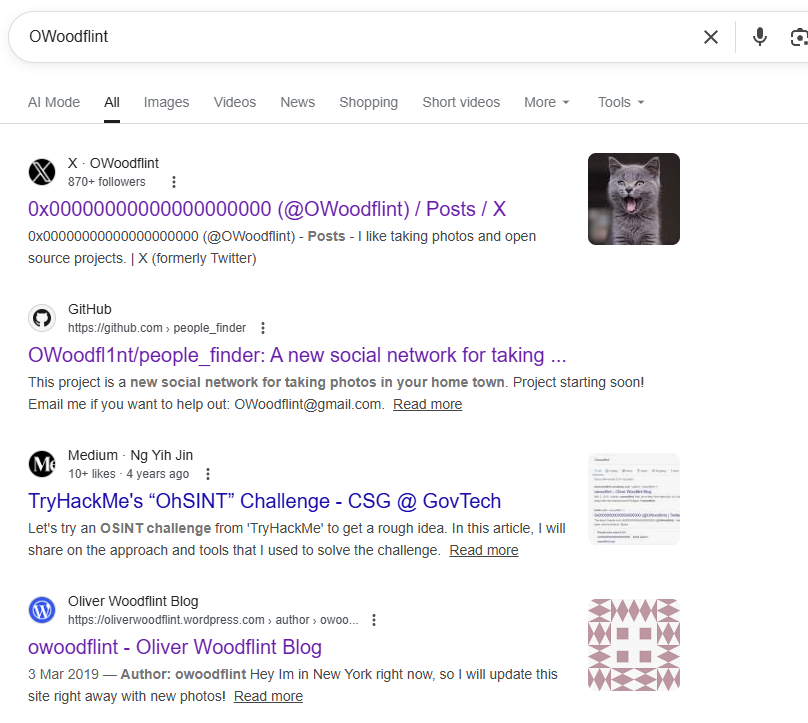 OWoodflint
AI Mode All Images Videos News Shopping Short videos More Tools
X · OWoodflint
870+ followers
0x00000000000000000000 (@OWoodflint) / Posts / X
0x00000000000000000000 (@OWoodflint) - Posts - I like taking photos and open
source projects. | X (formerly Twitter)
GitHub
https://github.com › people_finder
OWoodfl1nt/people_finder: A new social network for taking ...
This project is a new social network for taking photos in your home town. Project starting soon!
Email me if you want to help out: OWoodflint@gmail.com. Read more
Medium · Ng Yih Jin
10+ likes · 4 years ago
TryHackMe's “OhSINT” Challenge - CSG @ GovTech
Let's try an OSINT challenge from 'TryHackMe' to get a rough idea. In this article, I will
share on the approach and tools that I used to solve the challenge. Read more
Oliver Woodflint Blog
https://oliverwoodflint.wordpress.com › author › owoo...
owoodflint - Oliver Woodflint Blog
3 Mar 2019 — Author: owoodflint Hey Im in New York right now, so I will update this
site right away with new photos! Read more